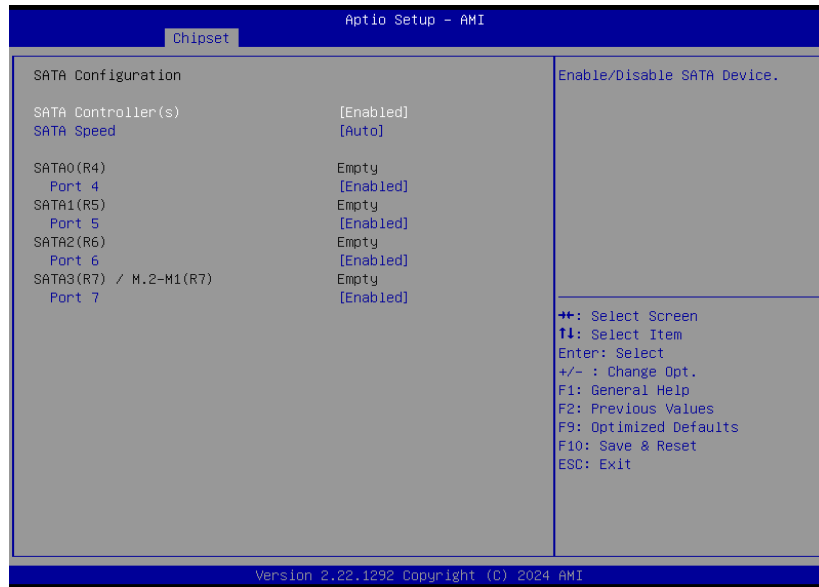 Aptio Setup - AMI
Chipset
SATA Configuration
SATA Controller(s) [Enabled]
SATA Speed [Auto]
SATA0(R4) Empty
Port 4 [Enabled]
SATA1(R5) Empty
Port 5 [Enabled]
SATA2(R6) Empty
Port 6 [Enabled]
SATA3(R7) / M.2-M1(R7) Empty
Port 7 [Enabled]
Enable/Disable SATA Device.
→←: Select Screen
↑↓: Select Item
Enter: Select
+/- : Change Opt.
F1: General Help
F2: Previous Values
F9: Optimized Defaults
F10: Save & Reset
ESC: Exit
Version 2.22.1292 Copyright (C) 2024 AMI